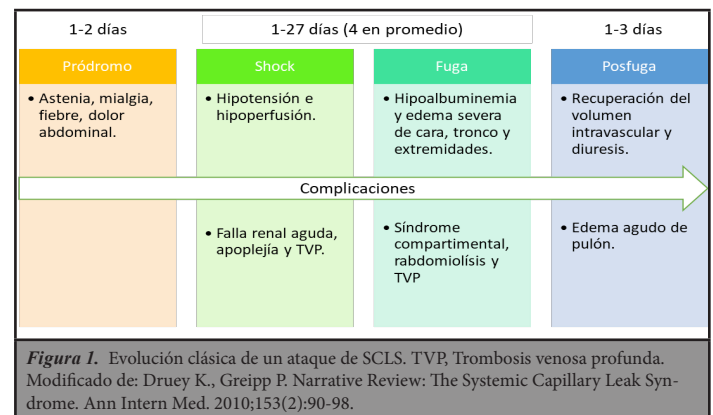 1-2 días
1-27 días (4 en promedio)
1-3 días
Pródromo
Shock
Fuga
Posfuga
• Astenia, mialgia,
fiebre, dolor
abdominal.
• Hipotensión e
hipoperfusión.
• Hipoalbuminemia
y edema severa
de cara, tronco y
extremidades.
• Recuperación del
volumen
intravascular y
diuresis.
Complicaciones
• Falla renal aguda,
apoplejía y TVP.
• Síndrome
compartimental,
rabdomiolísis y
TVP
• Edema agudo de
pulón.
Figura 1. Evolución clásica de un ataque de SCLS. TVP, Trombosis venosa profunda.
Modificado de: Druey K., Greipp P. Narrative Review: The Systemic Capillary Leak Syn-
drome. Ann Intern Med. 2010;153(2):90-98.